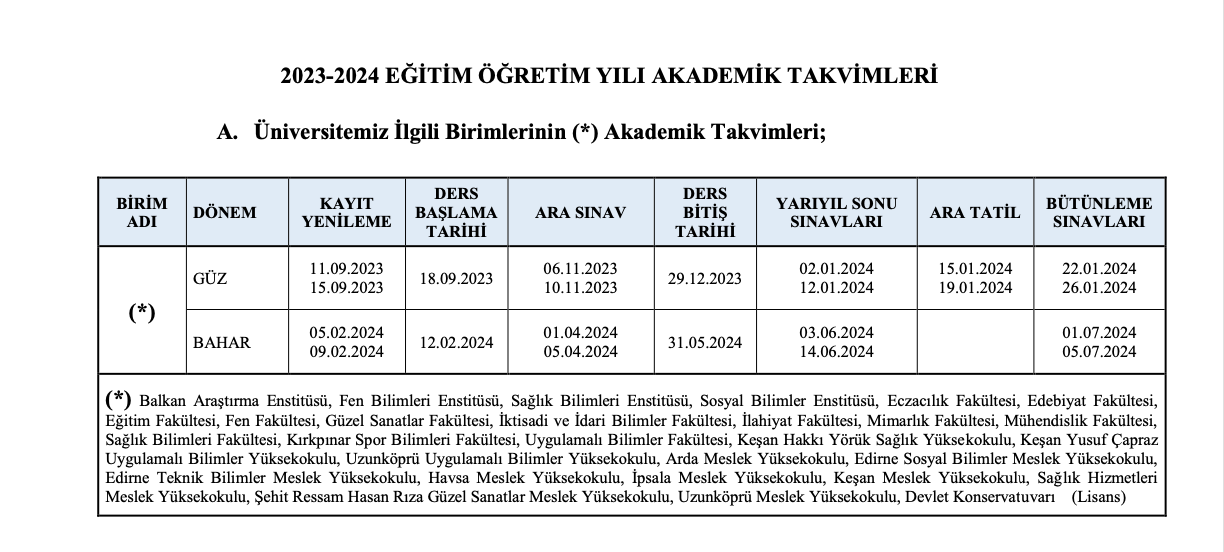 2023-2024 EĞİTİM ÖĞRETİM YILI AKADEMİK TAKVİMLERİ
A. Üniversitemiz İlgili Birimlerinin (*) Akademik Takvimleri;
BİRİM ADI DÖNEM KAYIT YENİLEME DERS BAŞLAMA TARİHİ ARA SINAV DERS BİTİŞ TARİHİ YARIYIL SONU SINAVLARI ARA TATİL BÜTÜNLEME SINAVLARI
(*)
GÜZ 11.09.2023 15.09.2023 18.09.2023 06.11.2023 10.11.2023 29.12.2023 02.01.2024 12.01.2024 15.01.2024 19.01.2024 22.01.2024 26.01.2024
BAHAR 05.02.2024 09.02.2024 12.02.2024 01.04.2024 05.04.2024 31.05.2024 03.06.2024 14.06.2024 01.07.2024 05.07.2024
(*) Balkan Araştırma Enstitüsü, Fen Bilimleri Enstitüsü, Sağlık Bilimleri Enstitüsü, Sosyal Bilimler Enstitüsü, Eczacılık Fakültesi, Edebiyat Fakültesi,
Eğitim Fakültesi, Fen Fakültesi, Güzel Sanatlar Fakültesi, İktisadi ve İdari Bilimler Fakültesi, İlahiyat Fakültesi, Mimarlık Fakültesi, Mühendislik Fakültesi,
Sağlık Bilimleri Fakültesi, Kırkpınar Spor Bilimleri Fakültesi, Uygulamalı Bilimler Fakültesi, Keşan Hakkı Yörük Sağlık Yüksekokulu, Keşan Yusuf Çapraz
Uygulamalı Bilimler Yüksekokulu, Uzunköprü Uygulamalı Bilimler Yüksekokulu, Arda Meslek Yüksekokulu, Edirne Sosyal Bilimler Meslek Yüksekokulu,
Edirne Teknik Bilimler Meslek Yüksekokulu, Havsa Meslek Yüksekokulu, İpsala Meslek Yüksekokulu, Keşan Meslek Yüksekokulu, Sağlık Hizmetleri
Meslek Yüksekokulu, Şehit Ressam Hasan Rıza Güzel Sanatlar Meslek Yüksekokulu, Uzunköprü Meslek Yüksekokulu, Devlet Konservatuvarı (Lisans)